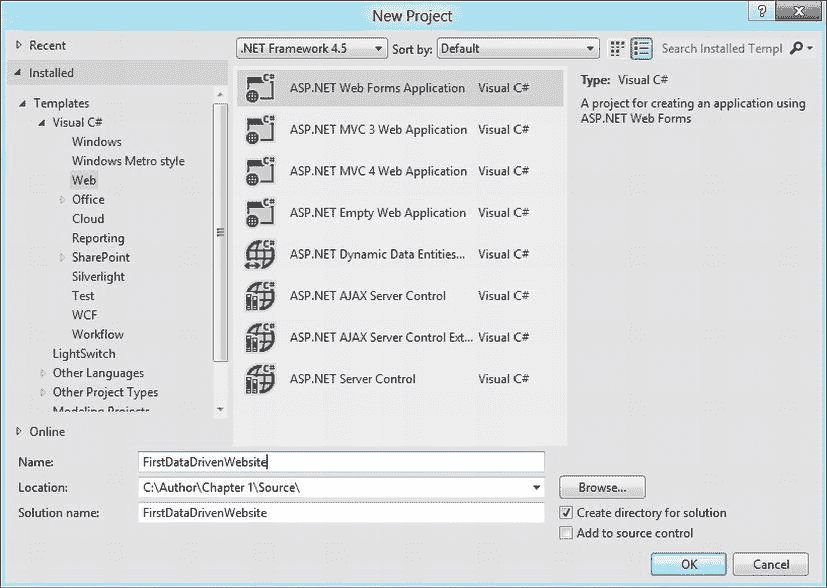 New Project
?
Recent
.NET Framework 4.5
Sort by:
Default
Search Installed Templ
Installed
Templates
Visual C#
Windows
Windows Metro style
Web
Office
Cloud
Reporting
SharePoint
Silverlight
Test
WCF
Workflow
LightSwitch
Other Languages
Other Project Types
Modeling Projects
Online
C# ASP.NET Web Forms Application Visual C#
C# ASP.NET MVC 3 Web Application Visual C#
C# ASP.NET MVC 4 Web Application Visual C#
C# ASP.NET Empty Web Application Visual C#
C# ASP.NET Dynamic Data Entities... Visual C#
C# ASP.NET AJAX Server Control Visual C#
C# ASP.NET AJAX Server Control Ext... Visual C#
C# ASP.NET Server Control Visual C#
Type: Visual C#
A project for creating an application using
ASP.NET Web Forms
Name: FirstDataDrivenWebsite
Location: C:\Author\Chapter 1\Source\
Browse...
Solution name: FirstDataDrivenWebsite
Create directory for solution
Add to source control
OK
Cancel